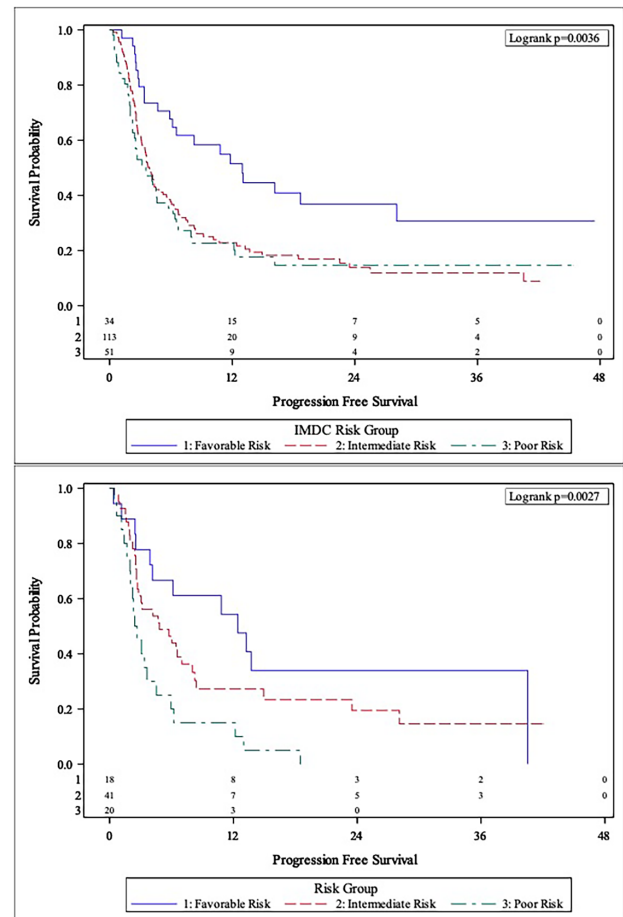 Logrank p=0.0036
Survival Probability
1.0
0.8
0.6
0.4
0.2
0.0
1 34 15 7 5 0
2 113 20 9 4 0
3 51 9 4 2 0
0 12 24 36 48
Progression Free Survival
IMDC Risk Group
1: Favorable Risk 2: Intermediate Risk 3: Poor Risk
Logrank p=0.0027
Survival Probability
1.0
0.8
0.6
0.4
0.2
0.0
1 18 8 3 2 0
2 41 7 5 3 0
3 20 3 0
0 12 24 36 48
Progression Free Survival
Risk Group
1: Favorable Risk 2: Intermediate Risk 3: Poor Risk